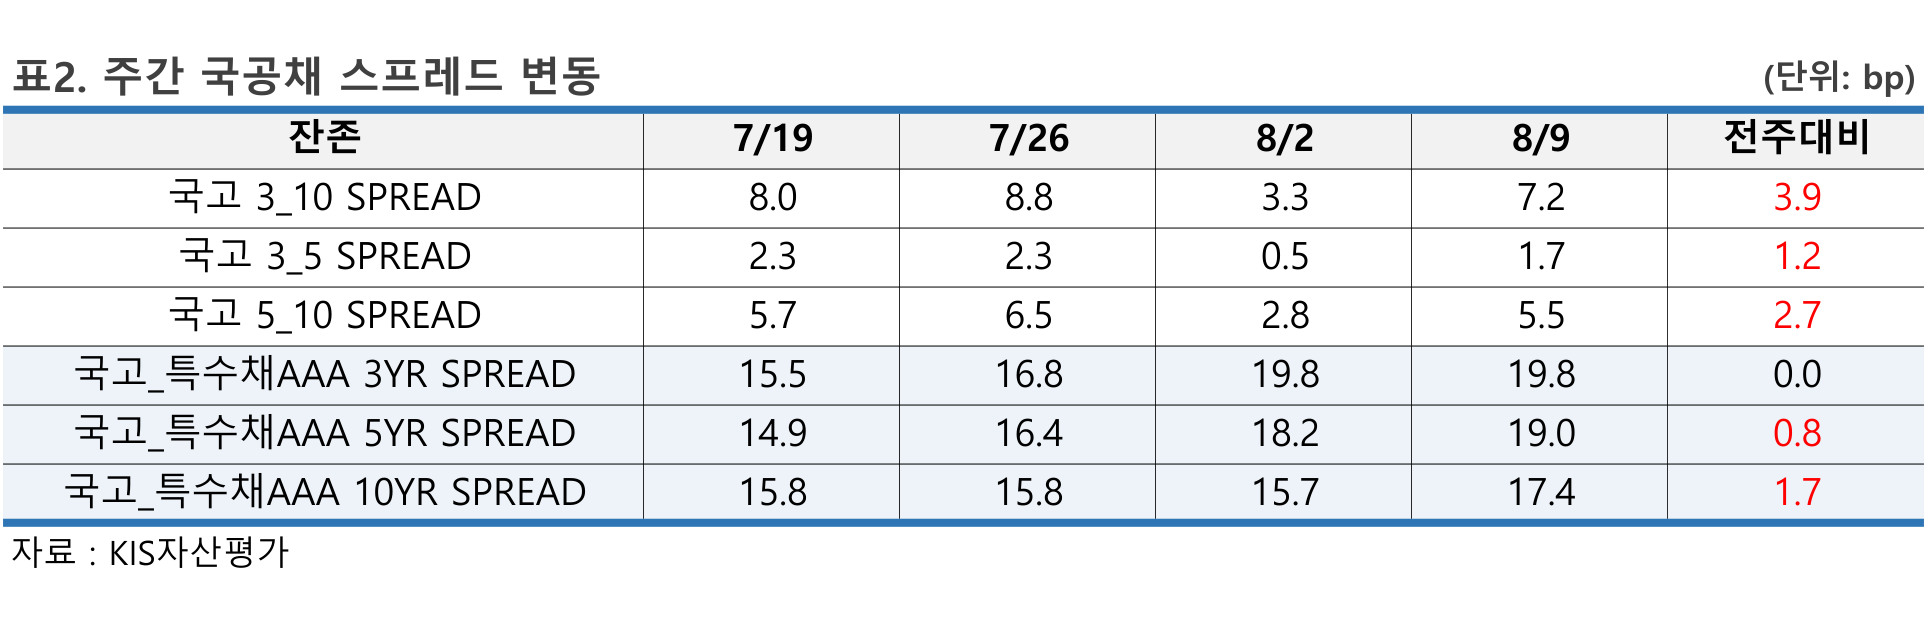 표2. 주간 국공채 스프레드 변동 (단위: bp)
잔존 7/19 7/26 8/2 8/9 전주대비
국고 3_10 SPREAD 8.0 8.8 3.3 7.2 3.9
국고 3_5 SPREAD 2.3 2.3 0.5 1.7 1.2
국고 5_10 SPREAD 5.7 6.5 2.8 5.5 2.7
국고_특수채AAA 3YR SPREAD 15.5 16.8 19.8 19.8 0.0
국고_특수채AAA 5YR SPREAD 14.9 16.4 18.2 19.0 0.8
국고_특수채AAA 10YR SPREAD 15.8 15.8 15.7 17.4 1.7
자료 : KIS자산평가